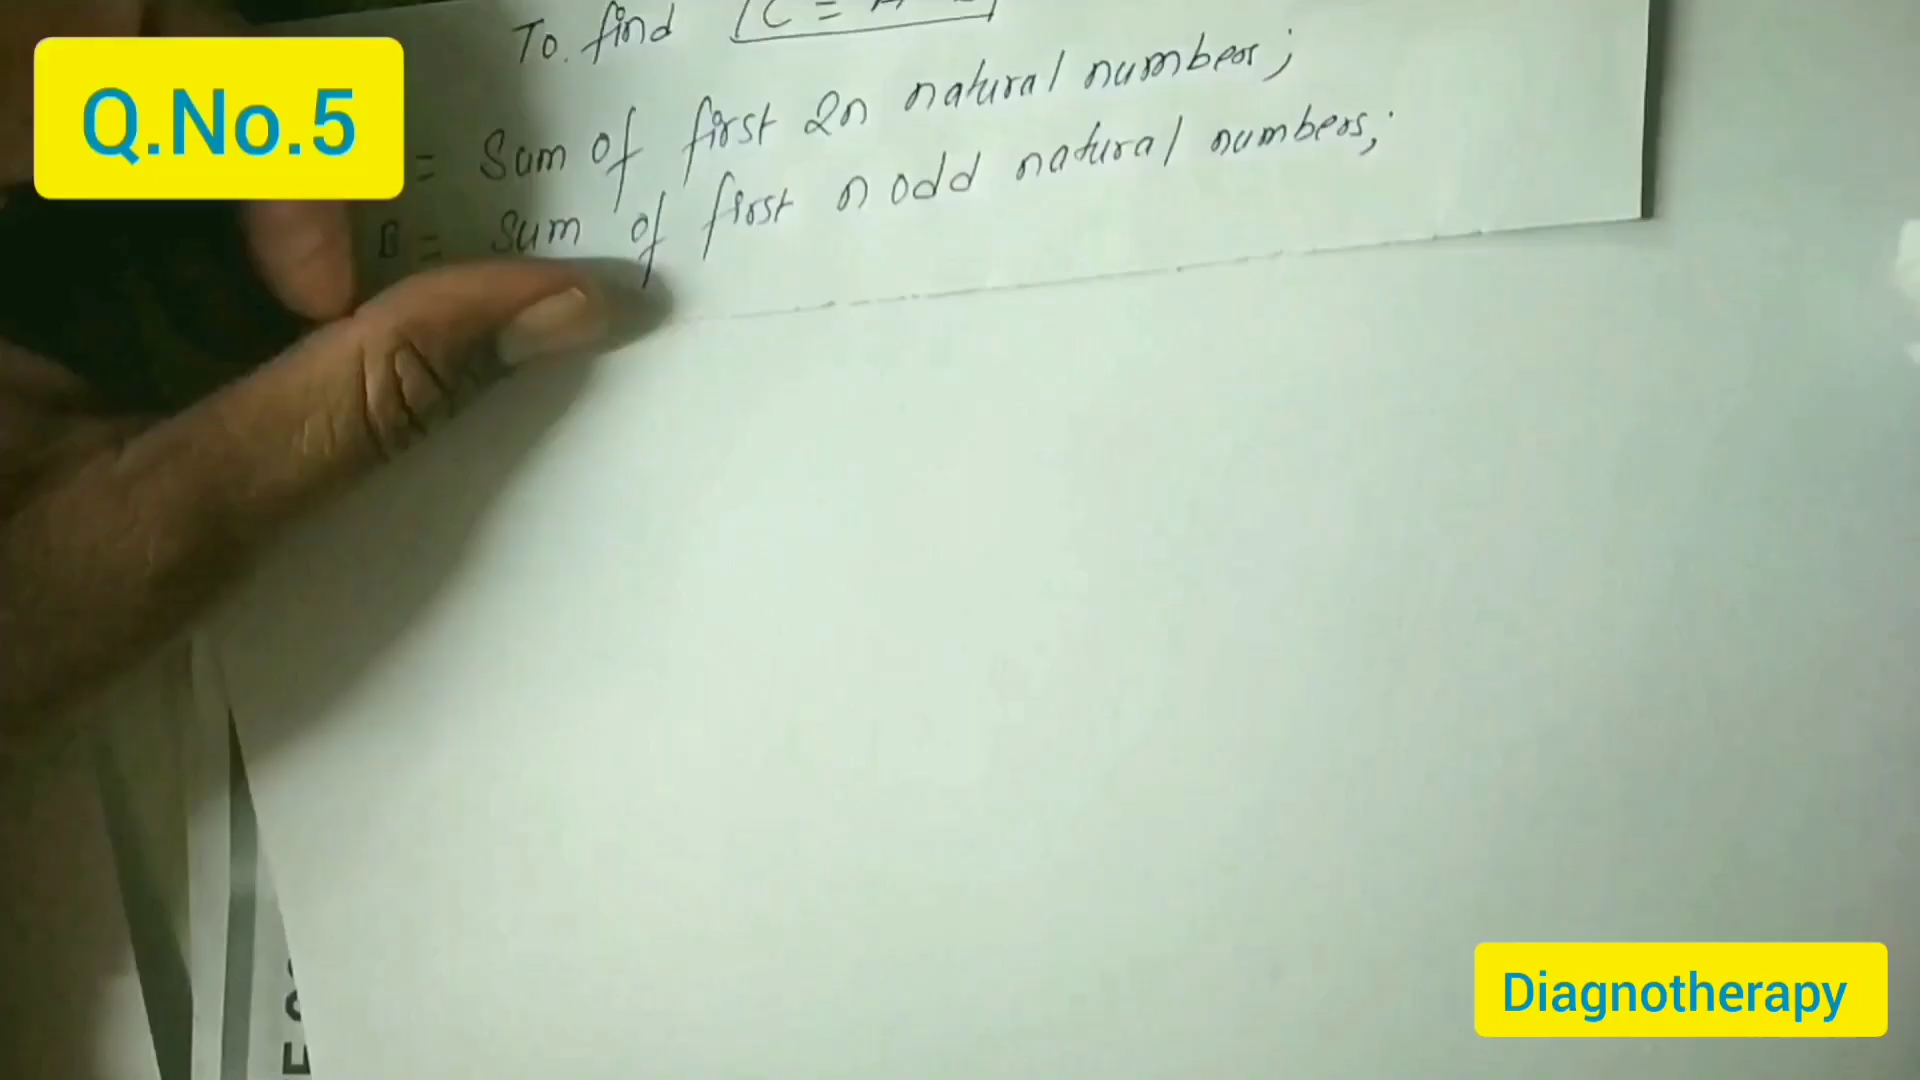 Q.No.5
To find C =
= Sum of first 2n natural numbers;
B = Sum of first n odd natural numbers;
Diagnotherapy